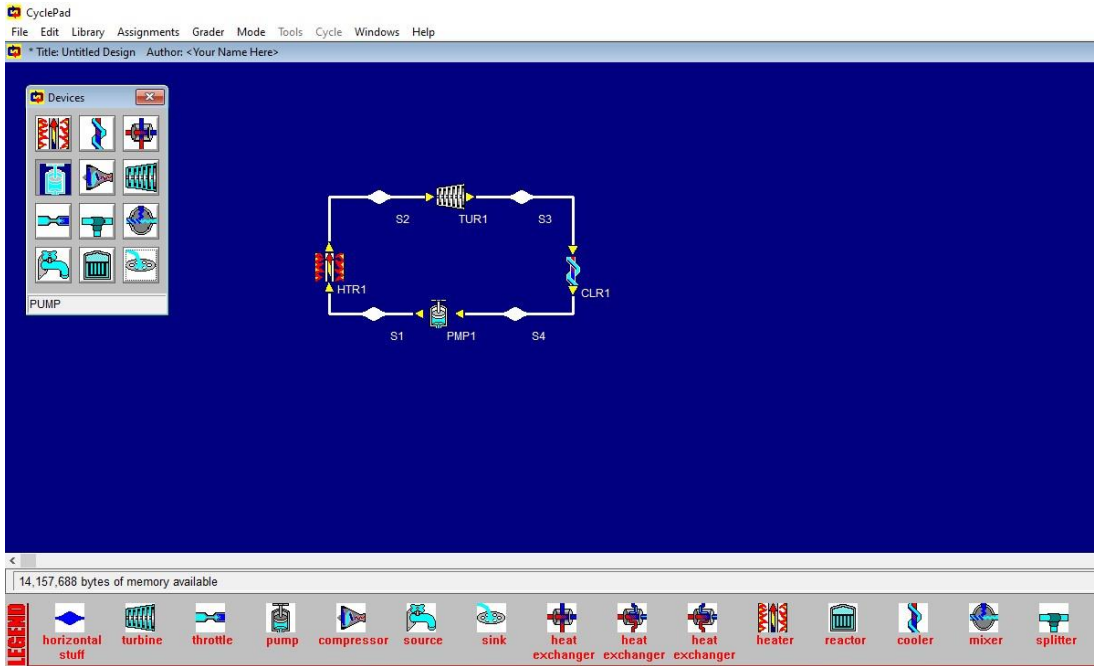 CyclePad
File Edit Library Assignments Grader Mode Tools Cycle Windows Help
* Title: Untitled Design Author: <Your Name Here>
Devices
PUMP
S2 TUR1 S3
HTR1 CLR1
S1 PMP1 S4
14,157,688 bytes of memory available
LEGEND
horizontal stuff
turbine
throttle
pump
compressor
source
sink
heat exchanger
heat exchanger
heat exchanger
heater
reactor
cooler
mixer
splitter